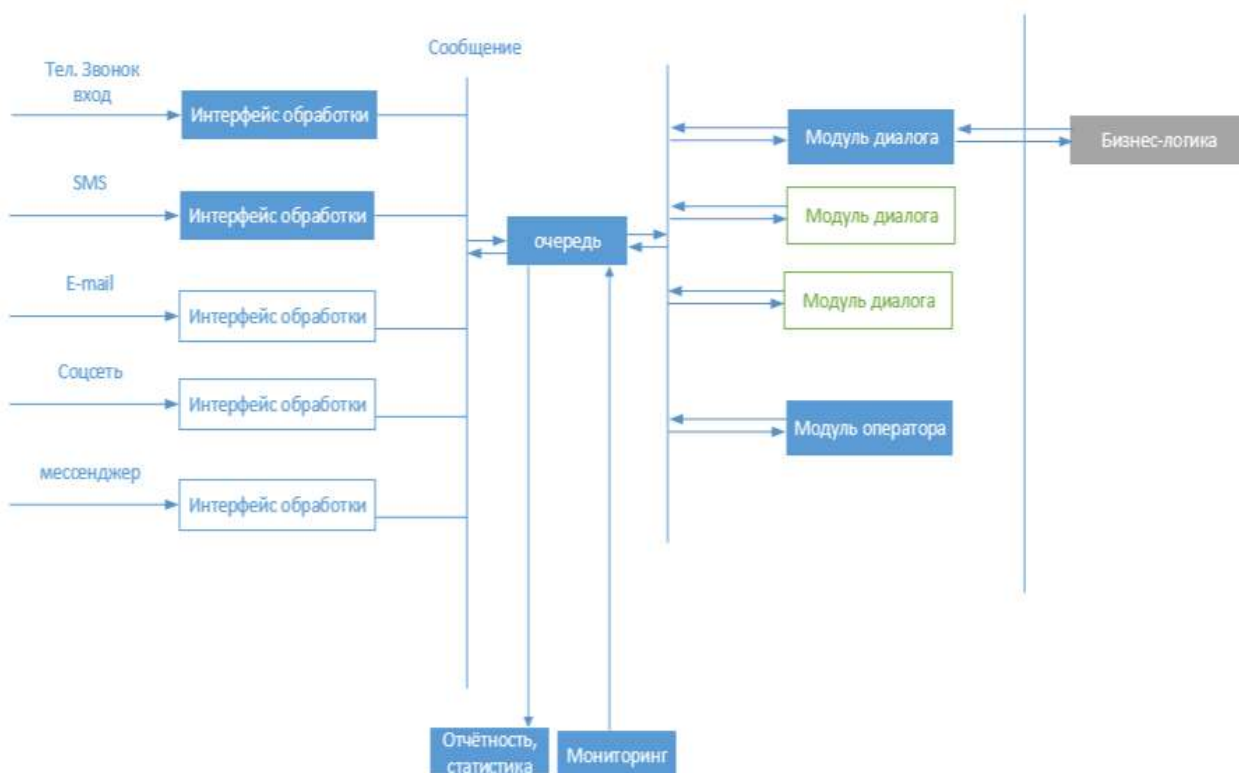 Сообщение
Тел. Звонок
вход
Интерфейс обработки
Модуль диалога
Бизнес-логика
SMS
Интерфейс обработки
Модуль диалога
очередь
E-mail
Интерфейс обработки
Модуль диалога
Соцсеть
Интерфейс обработки
Модуль оператора
мессенджер
Интерфейс обработки
Отчётность,
статистика
Мониторинг